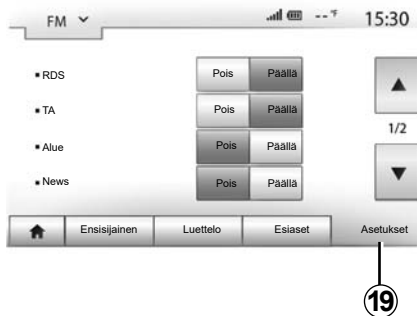 FM -- °F 15:30
RDS Pois Päällä
TA Pois Päällä
1/2
Alue Pois Päällä
News Pois Päällä
Ensisijainen Luettelo Esiaset Asetukset
19